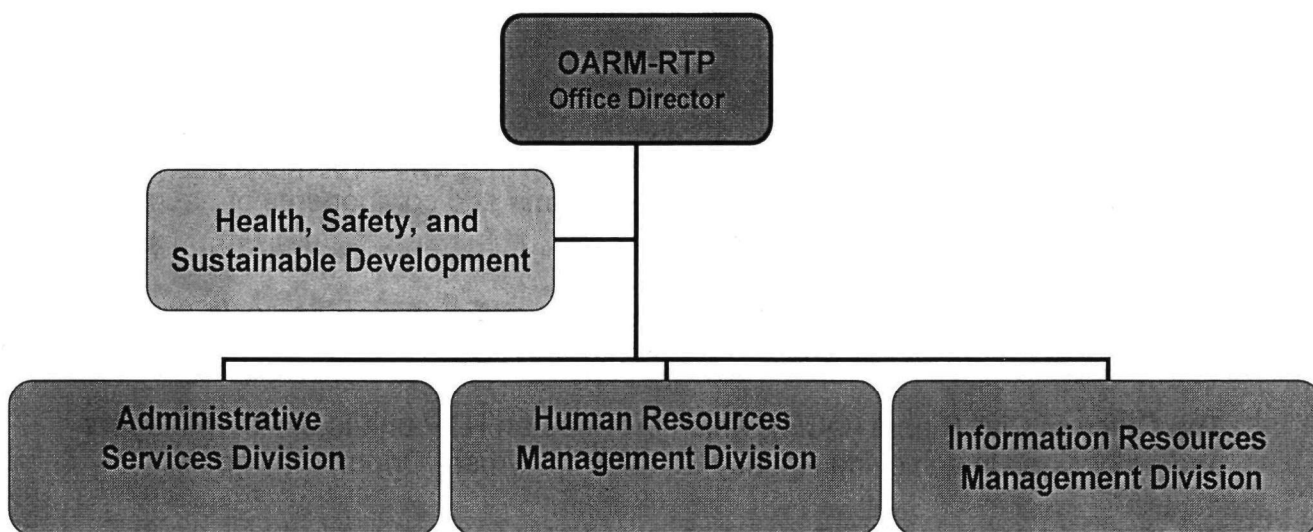 OARM-RTP
Office Director
Health, Safety, and
Sustainable Development
Administrative
Services Division
Human Resources
Management Division
Information Resources
Management Division